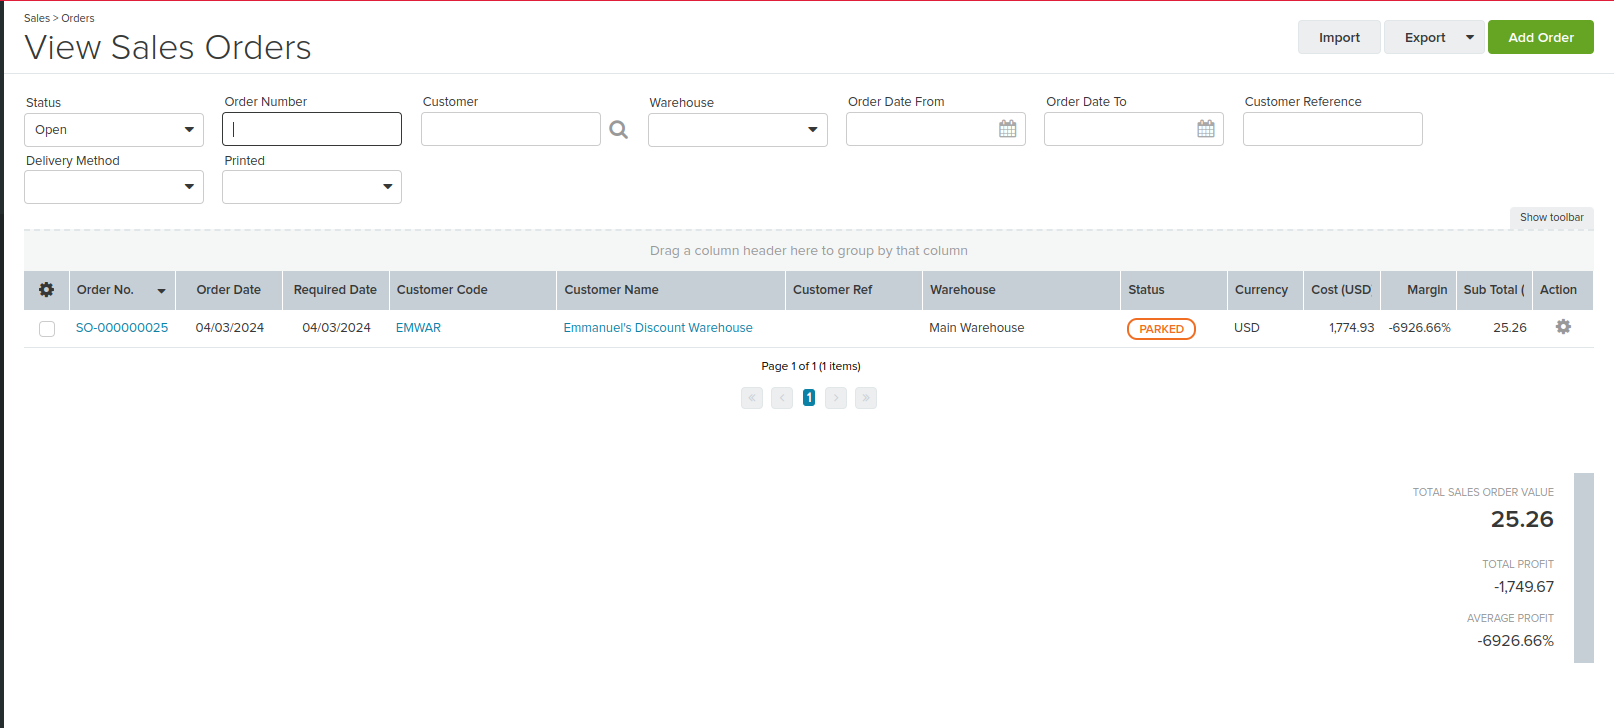 Sales > Orders
View Sales Orders
Import Export Add Order
Status Order Number Customer Warehouse Order Date From Order Date To Customer Reference
Open
Delivery Method Printed
Show toolbar
Drag a column header here to group by that column
Order No. Order Date Required Date Customer Code Customer Name Customer Ref Warehouse Status Currency Cost (USD Margin Sub Total ( Action
SO-000000025 04/03/2024 04/03/2024 EMWAR Emmanuel's Discount Warehouse Main Warehouse PARKED USD 1,774.93 -6926.66% 25.26
Page 1 of 1 (1 items)
« ‹ 1 › »
TOTAL SALES ORDER VALUE
25.26
TOTAL PROFIT
-1,749.67
AVERAGE PROFIT
-6926.66%